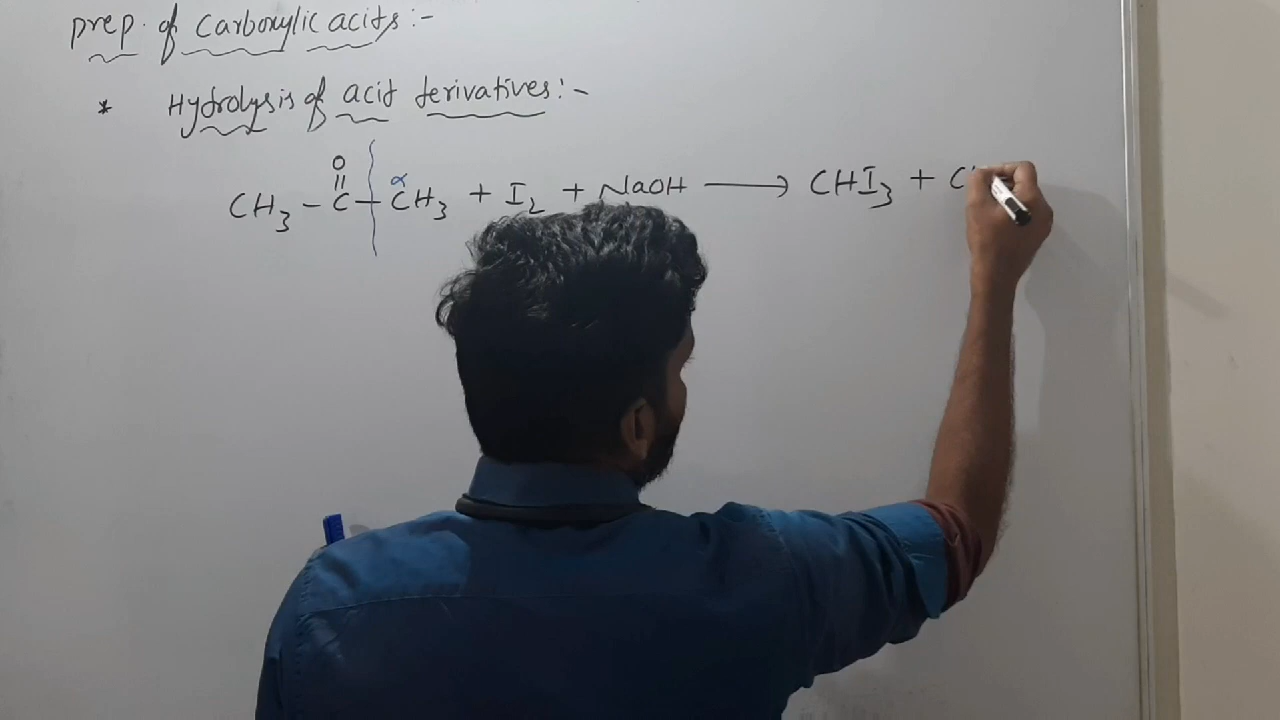 prep. of Carboxylic acids:-
* Hydrolysis of acid derivatives:-
O
CH3 - C - CH3 + I2 + NaOH → CHI3 + C
||
α